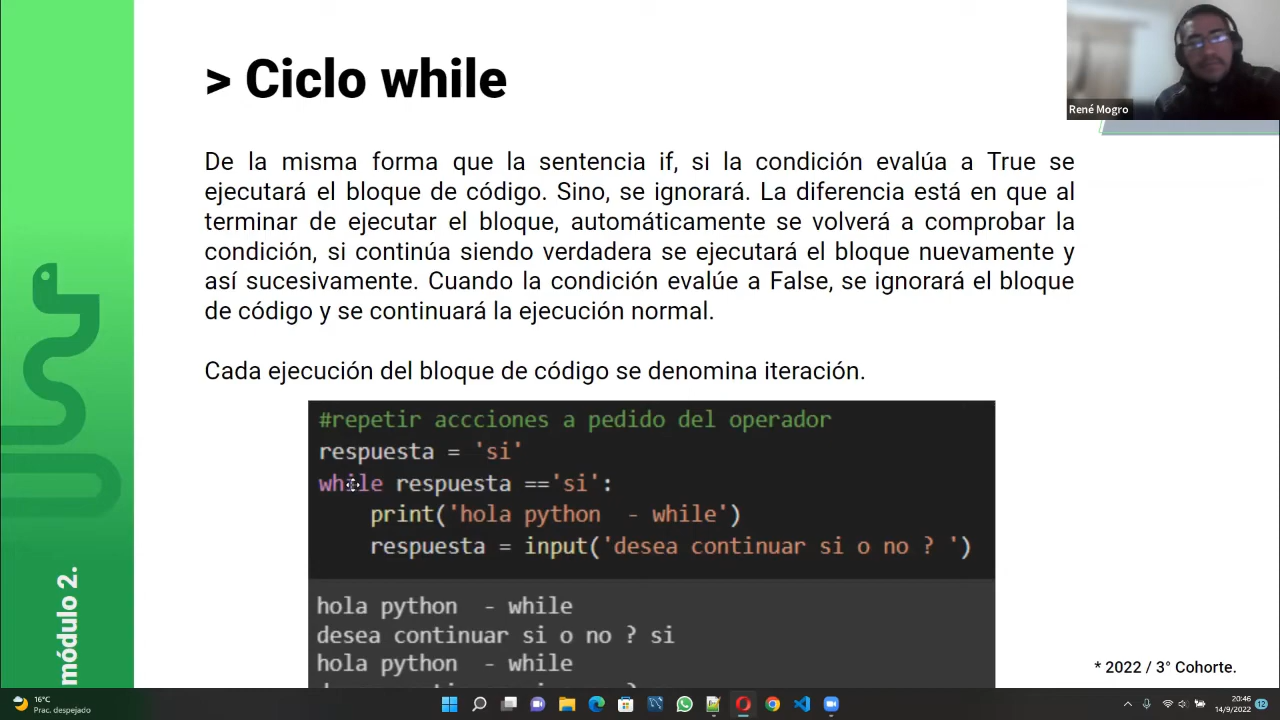 > Ciclo while
René Mogro
De la misma forma que la sentencia if, si la condición evalúa a True se
ejecutará el bloque de código. Sino, se ignorará. La diferencia está en que al
terminar de ejecutar el bloque, automáticamente se volverá a comprobar la
condición, si continúa siendo verdadera se ejecutará el bloque nuevamente y
así sucesivamente. Cuando la condición evalúe a False, se ignorará el bloque
de código y se continuará la ejecución normal.
Cada ejecución del bloque de código se denomina iteración.
#repetir accciones a pedido del operador
respuesta = 'si'
while respuesta =='si':
print('hola python  - while')
respuesta = input('desea continuar si o no ? ')
hola python  - while
desea continuar si o no ? si
hola python  - while
módulo 2.
* 2022 / 3° Cohorte.
16°C
Prac. despejado
20:46
14/9/2022
12